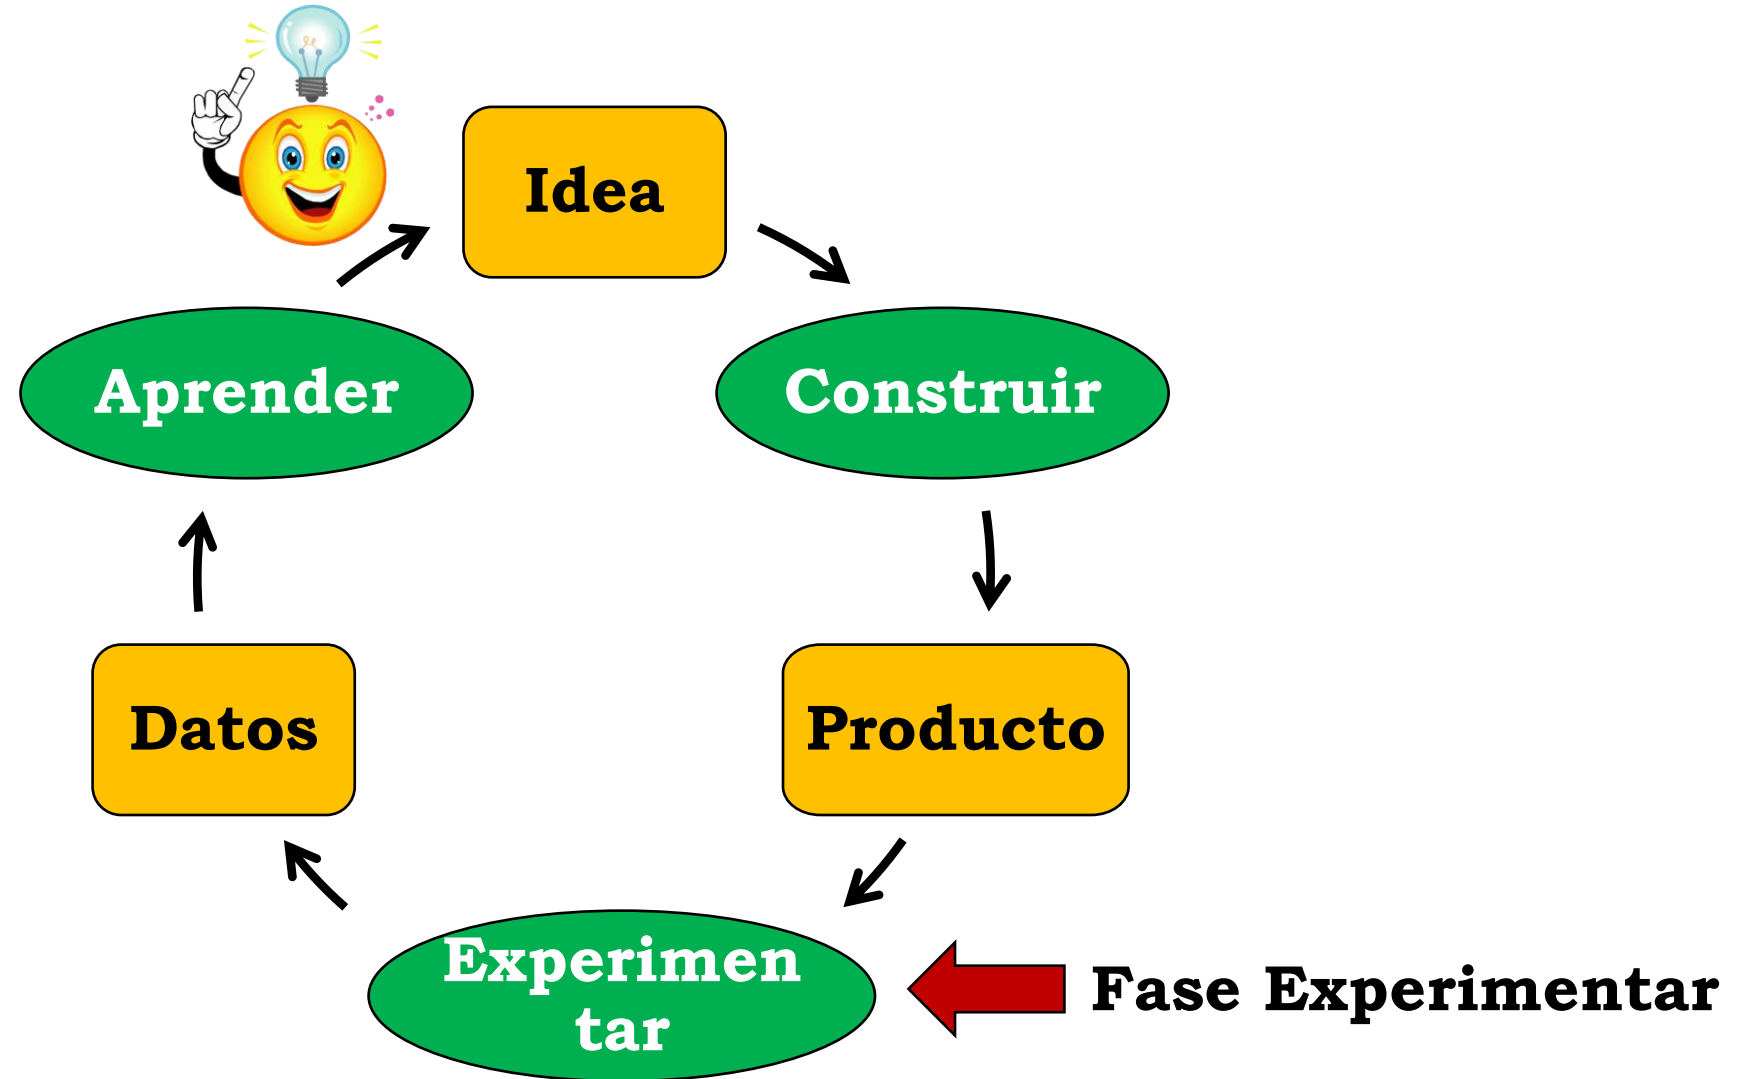 Idea
Aprender
Construir
Datos
Producto
Experimen
tar
Fase Experimentar